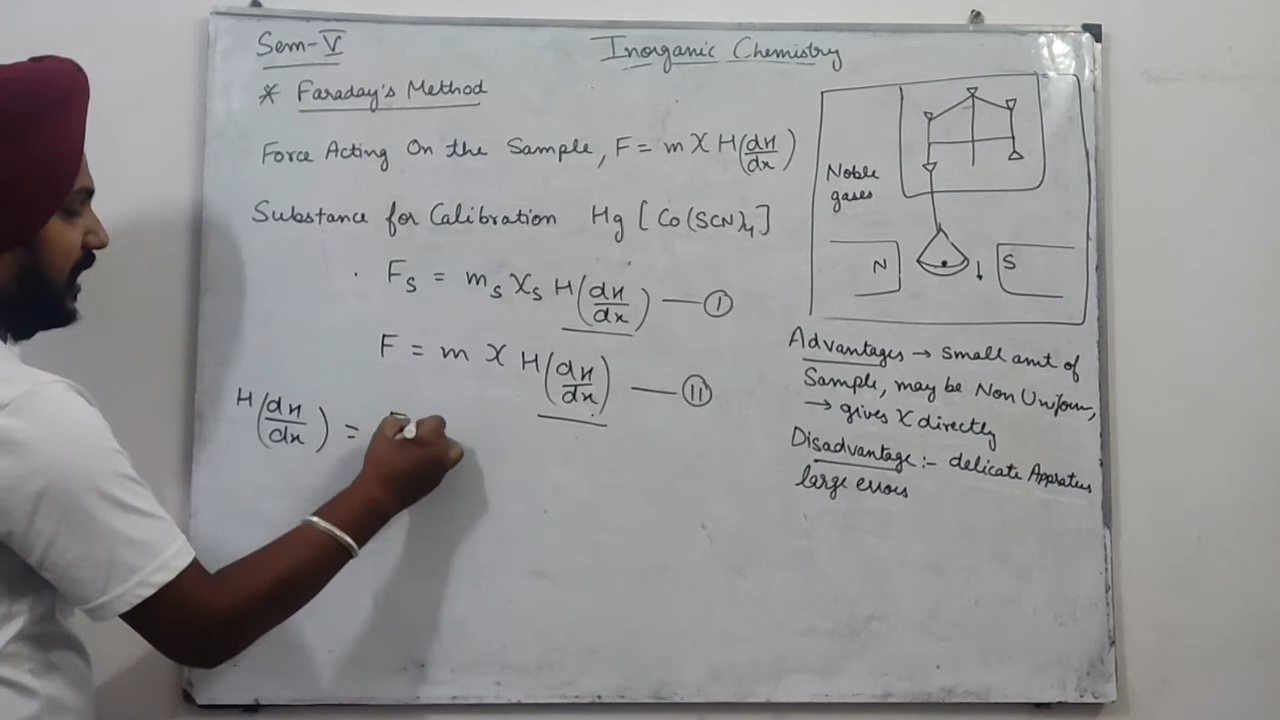 Sem-V
Inorganic Chemistry
* Faraday's Method
Force Acting On the Sample, F = m χ H(dH/dx)
Substance for Calibration Hg [Co(SCN)4]
Fs = ms χs H(dH/dx) — I
F = m χ H(dH/dx) — II
H(dH/dx) = F
Noble
gases
N
S
Advantages → small amt of
Sample, may be Non Uniform,
→ gives χ directly
Disadvantage :- delicate Appratus
large errors